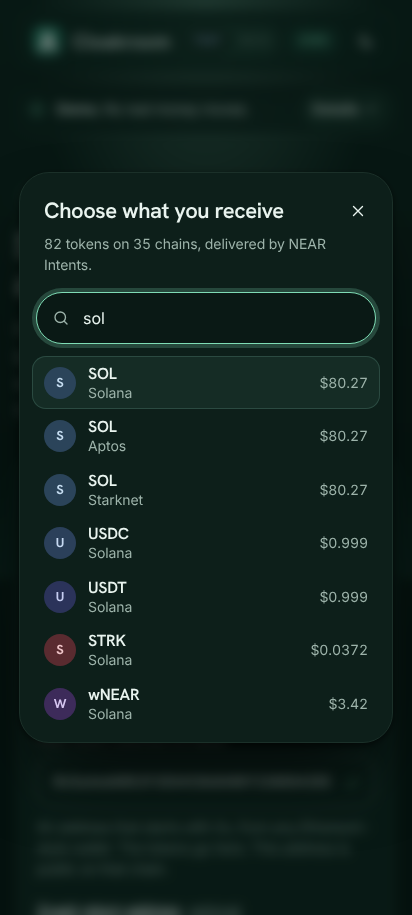 Choose what you receive
82 tokens on 35 chains, delivered by NEAR
Intents.
sol
S
SOL
Solana
$80.27
S
SOL
Aptos
$80.27
S
SOL
Starknet
$80.27
U
USDC
Solana
$0.999
U
USDT
Solana
$0.999
S
STRK
Solana
$0.0372
W
wNEAR
Solana
$3.42